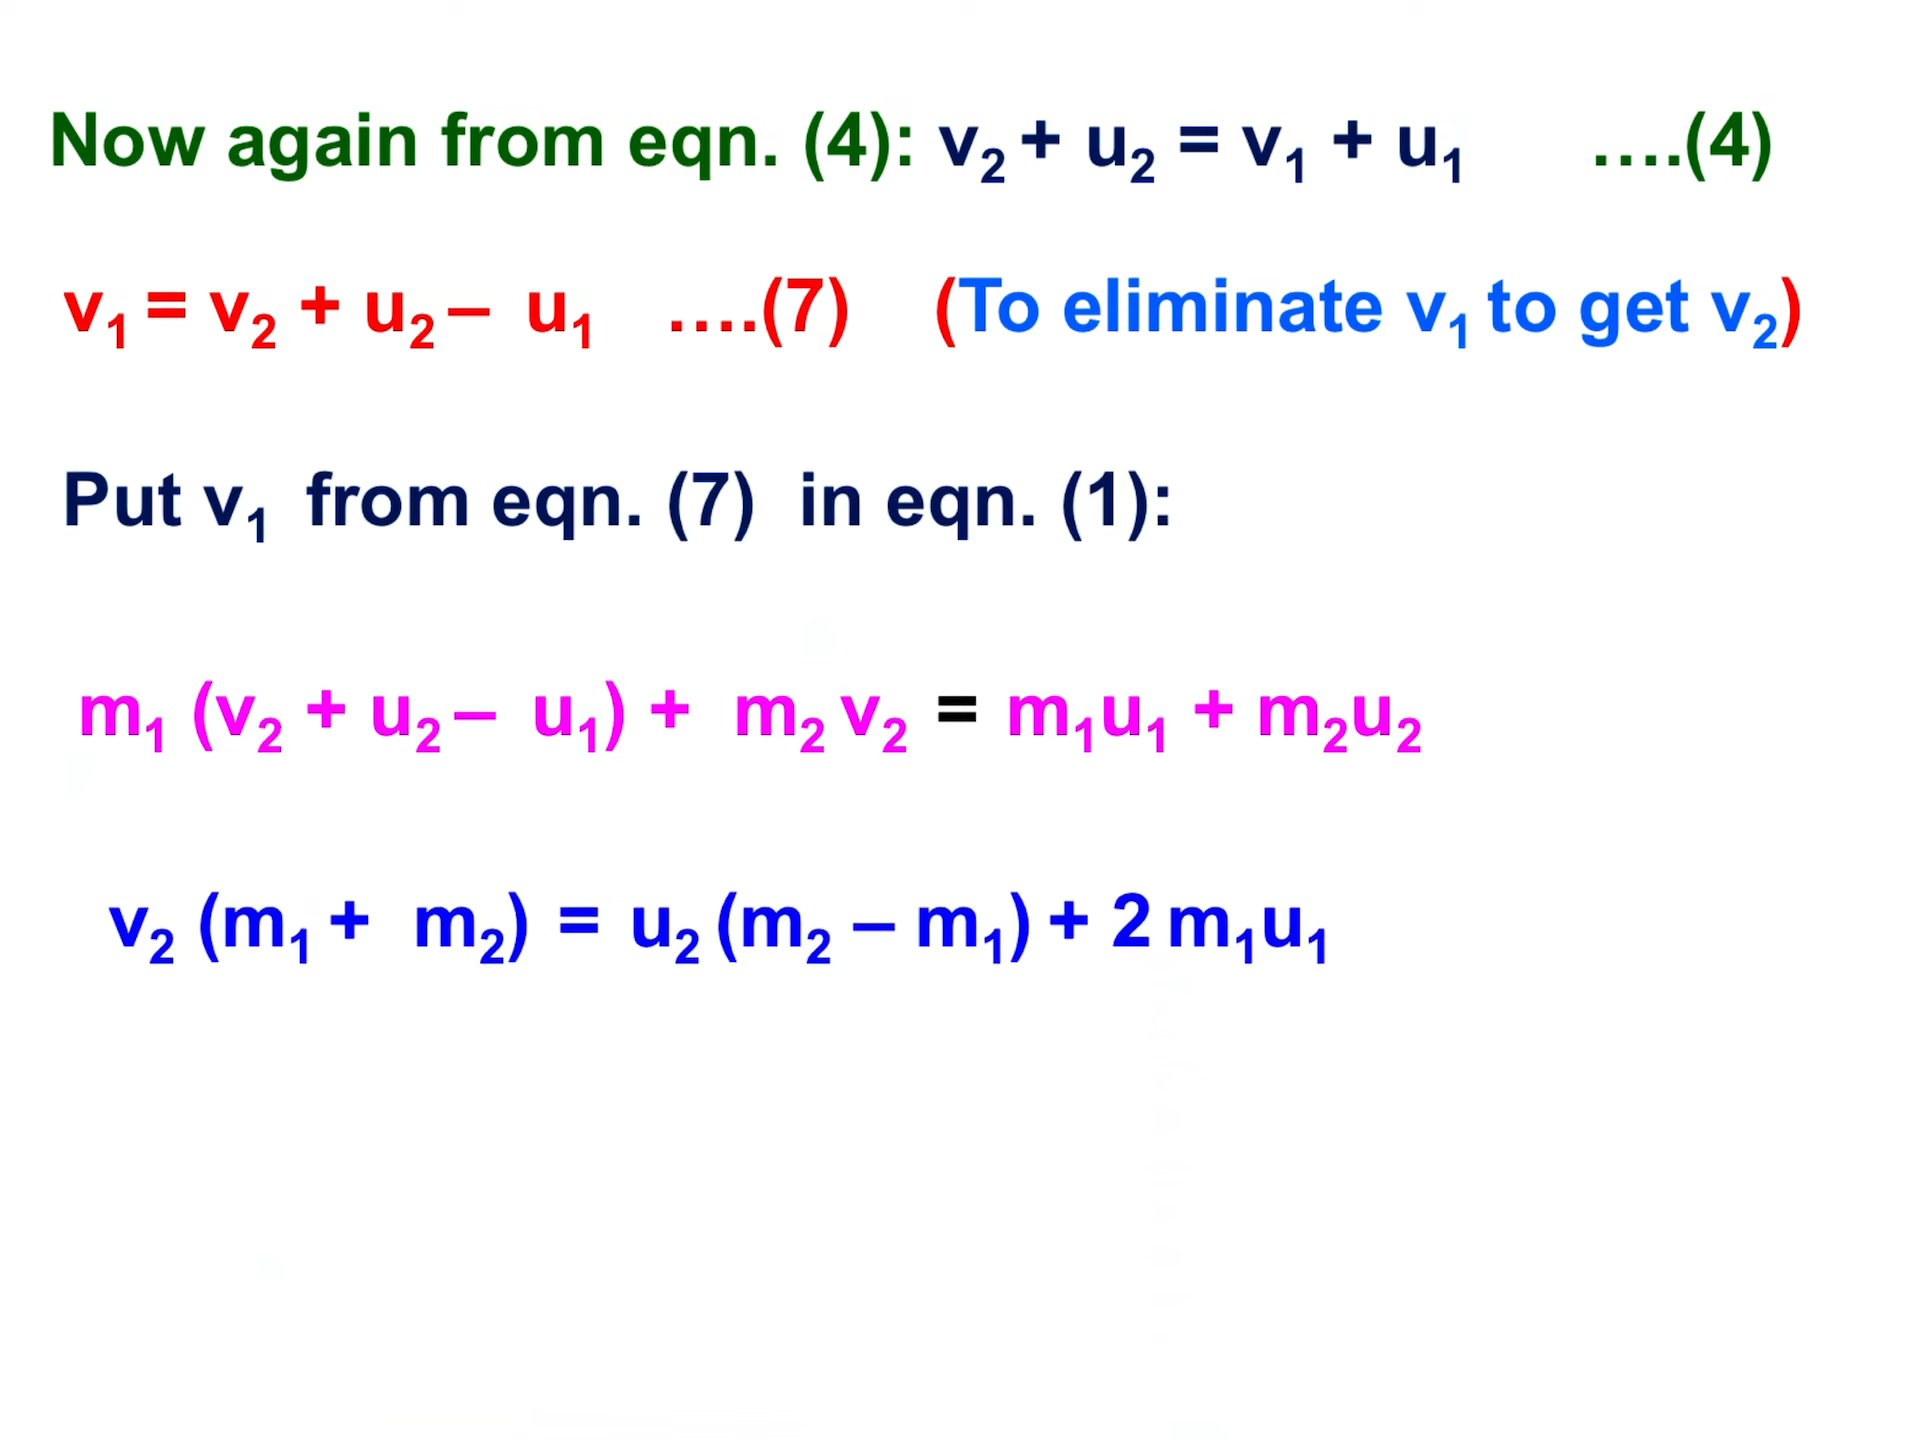 Now again from eqn. (4): v₂ + u₂ = v₁ + u₁ ....(4)
v₁ = v₂ + u₂ – u₁ ....(7) (To eliminate v₁ to get v₂)
Put v₁ from eqn. (7) in eqn. (1):
m₁ (v₂ + u₂ – u₁) + m₂ v₂ = m₁u₁ + m₂u₂
v₂ (m₁ + m₂) = u₂ (m₂ – m₁) + 2 m₁u₁